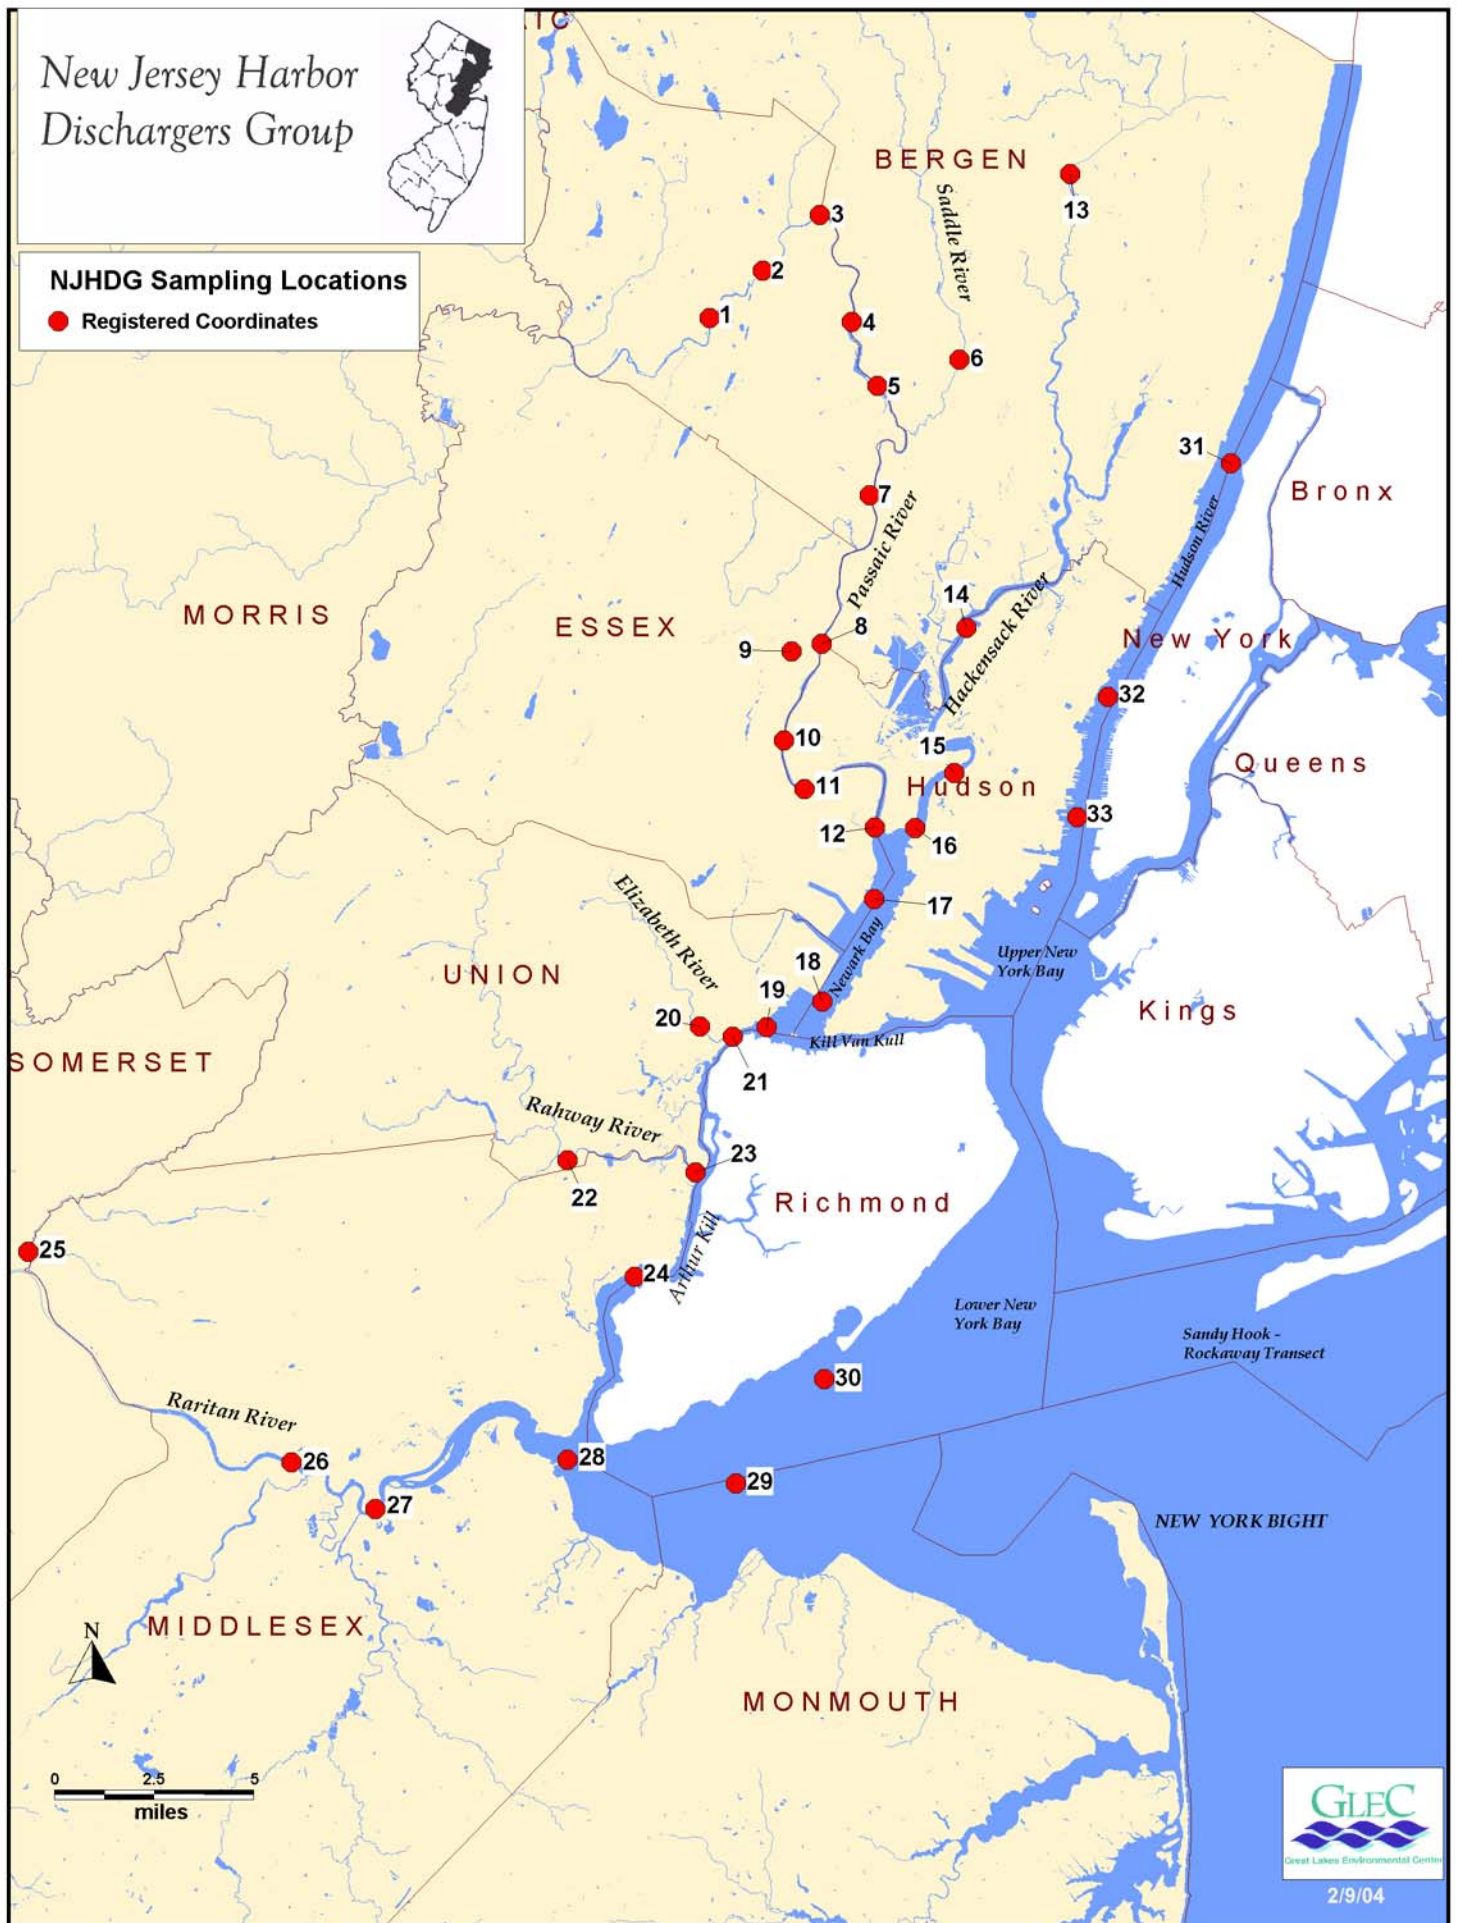 New Jersey Harbor
Dischargers Group
NJHDG Sampling Locations
Registered Coordinates
BERGEN
Saddle River
13
3
2
1
4
6
5
31
Bronx
7
Passaic River
Hudson River
14
Hackensack River
MORRIS
ESSEX
8
9
New York
32
10
15
Queens
11
Hudson
12
16
33
Elizabeth River
17
Newark Bay
Upper New
York Bay
UNION
18
19
20
Kings
Kill Van Kull
SOMERSET
21
Rahway River
23
22
Richmond
Arthur Kill
25
24
Lower New
York Bay
Sandy Hook -
Rockaway Transect
30
Raritan River
26
28
29
27
NEW YORK BIGHT
N
MIDDLESEX
MONMOUTH
0 2.5 5
miles
GLEC
Great Lakes Environmental Center
2/9/04